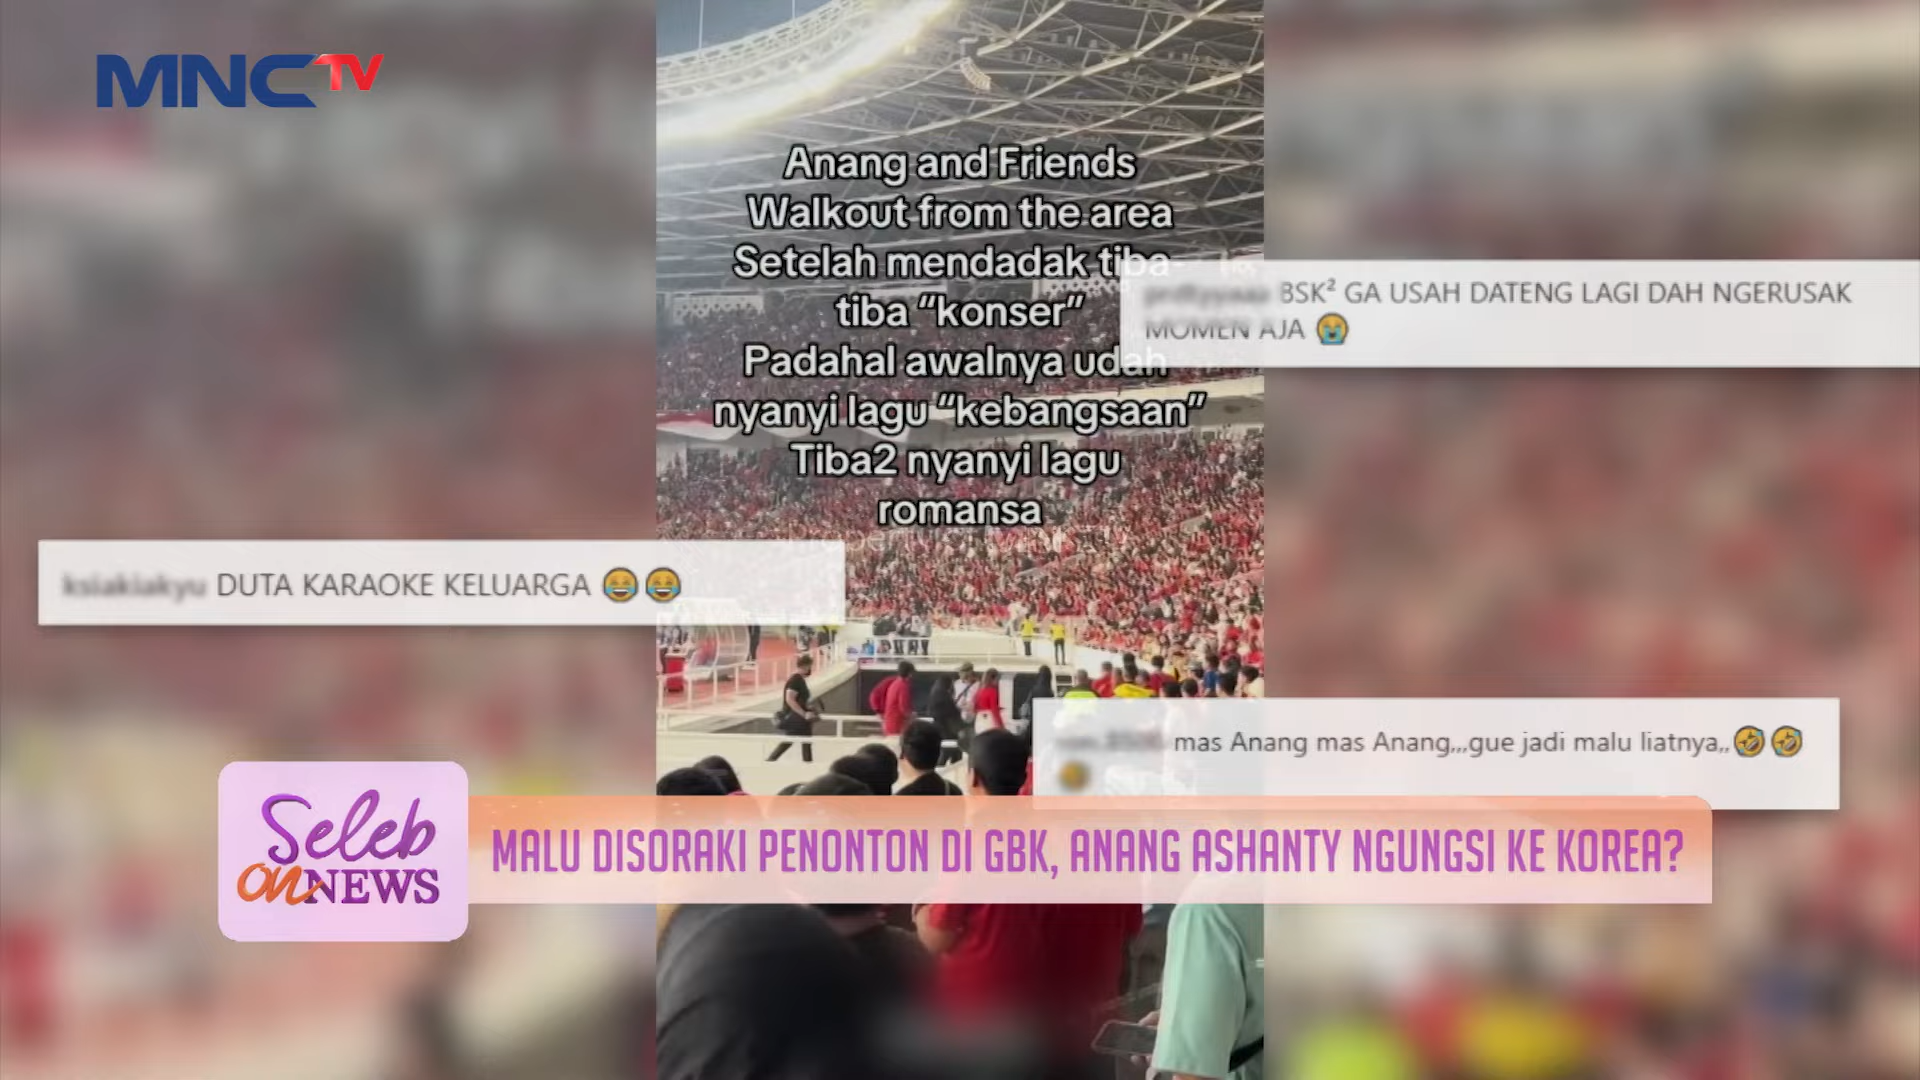 MNCTV
Anang and Friends
Walkout from the area
Setelah mendadak tiba-
tiba “konser”
Padahal awalnya udah
nyanyi lagu “kebangsaan”
Tiba2 nyanyi lagu
romansa
BSK² GA USAH DATENG LAGI DAH NGERUSAK
MOMEN AJA 😭
ksiakiakyu DUTA KARAOKE KELUARGA 😂😂
mas Anang mas Anang,,,gue jadi malu liatnya,,🤣🤣
Seleb
on NEWS
MALU DISORAKI PENONTON DI GBK, ANANG ASHANTY NGUNGSI KE KOREA?